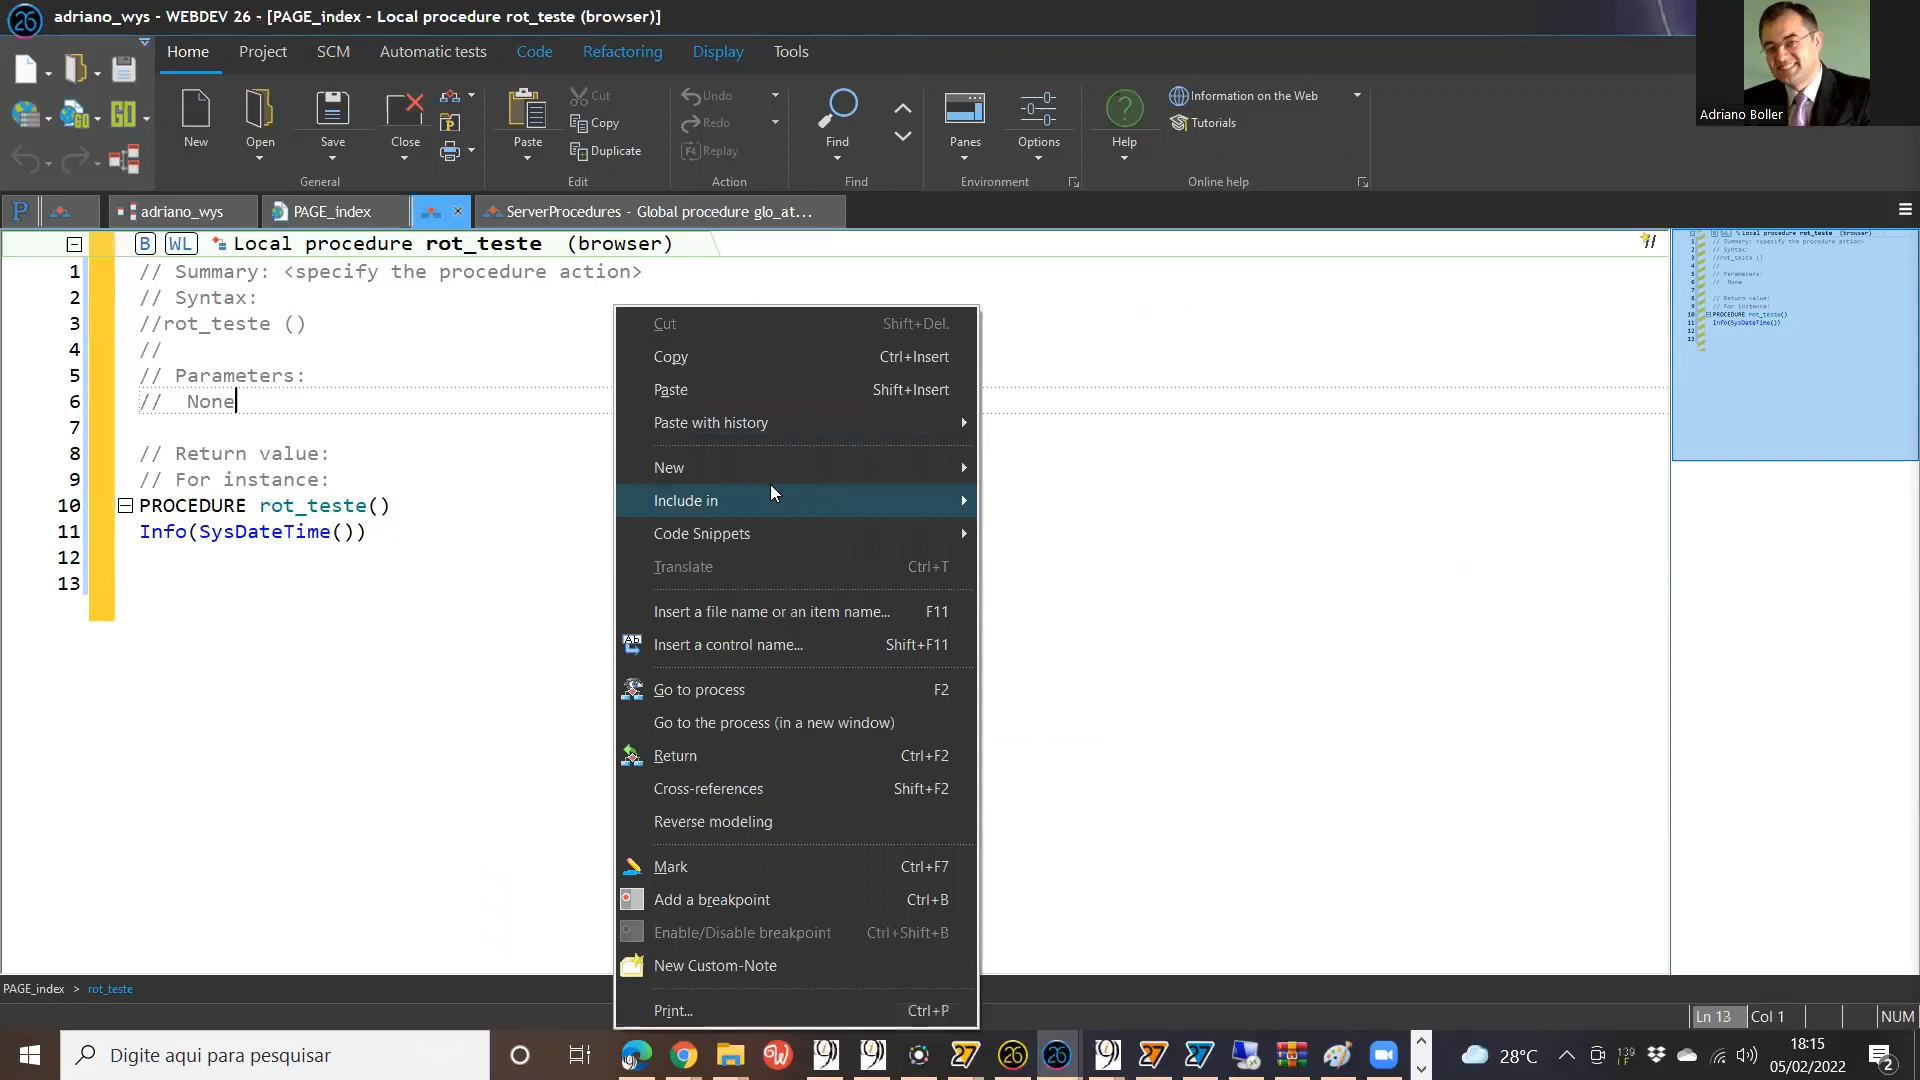 adriano_wys - WEBDEV 26 - [PAGE_index - Local procedure rot_teste (browser)]
Home Project SCM Automatic tests Code Refactoring Display Tools
New Open Save Close Paste Cut Copy Duplicate Undo Redo Replay Find Panes Options Help Information on the Web Tutorials
General Edit Action Find Environment Online help
Adriano Boller
adriano_wys PAGE_index ServerProcedures - Global procedure glo_at...
B WL Local procedure rot_teste (browser)
1 // Summary: <specify the procedure action>
2 // Syntax:
3 //rot_teste ()
4 //
5 // Parameters:
6 // None
7
8 // Return value:
9 // For instance:
10 PROCEDURE rot_teste()
11 Info(SysDateTime())
12
13
Cut Shift+Del.
Copy Ctrl+Insert
Paste Shift+Insert
Paste with history
New
Include in
Code Snippets
Translate Ctrl+T
Insert a file name or an item name... F11
Insert a control name... Shift+F11
Go to process F2
Go to the process (in a new window)
Return Ctrl+F2
Cross-references Shift+F2
Reverse modeling
Mark Ctrl+F7
Add a breakpoint Ctrl+B
Enable/Disable breakpoint Ctrl+Shift+B
New Custom-Note
Print... Ctrl+P
PAGE_index > rot_teste
Ln 13 Col 1 NUM
Digite aqui para pesquisar
28°C
18:15
05/02/2022
2